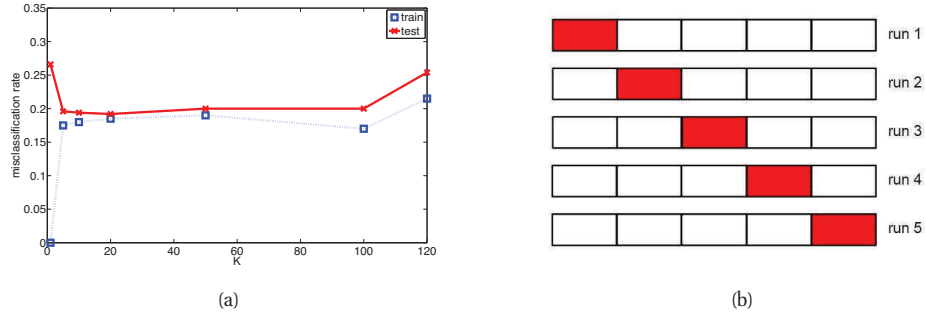 0.35
0.3
0.25
0.2
0.15
0.1
0.05
0
misclassification rate
0 20 40 60 80 100 120
K
train
test
(a)
run 1
run 2
run 3
run 4
run 5
(b)